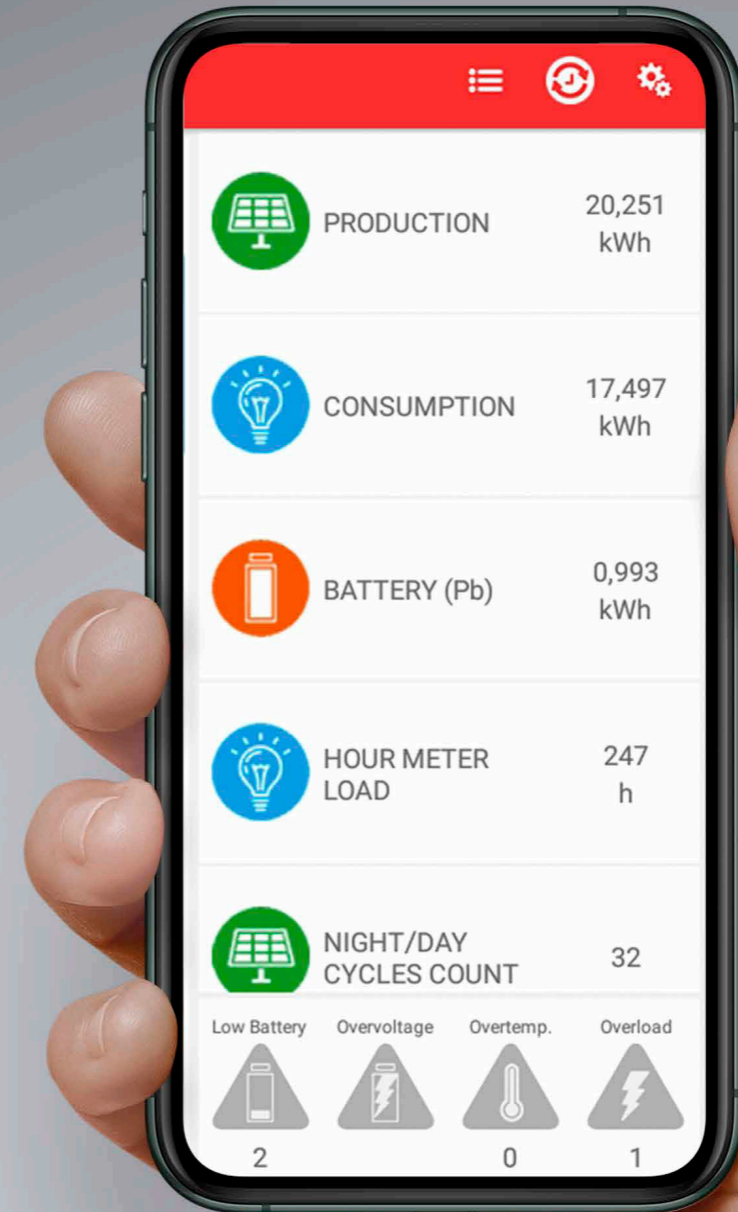 PRODUCTION
20,251
kWh
CONSUMPTION
17,497
kWh
BATTERY (Pb)
0,993
kWh
HOUR METER
LOAD
247
h
NIGHT/DAY
CYCLES COUNT
32
Low Battery Overvoltage Overtemp. Overload
2 0 1